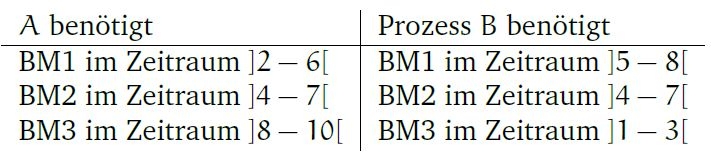 A benötigt Prozess B benötigt
BM1 im Zeitraum ]2 – 6[ BM1 im Zeitraum ]5 – 8[
BM2 im Zeitraum ]4 – 7[ BM2 im Zeitraum ]4 – 7[
BM3 im Zeitraum ]8 – 10[ BM3 im Zeitraum ]1 – 3[